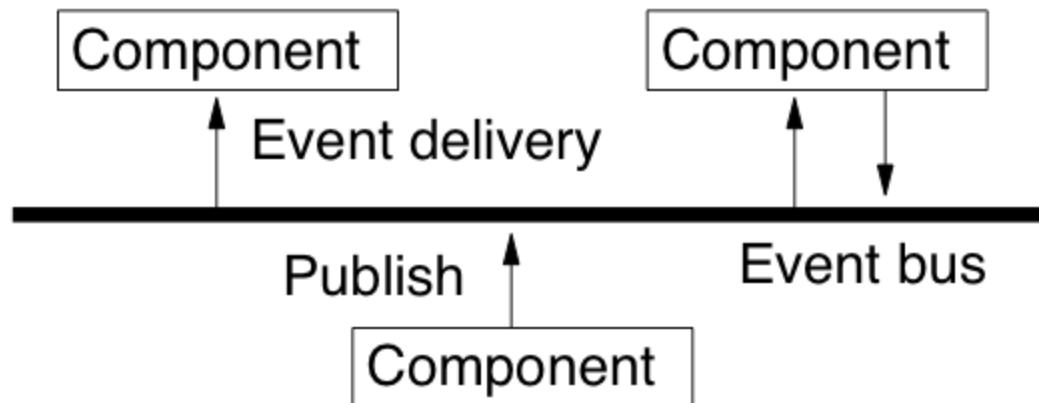 Component
Component
Event delivery
Publish
Event bus
Component